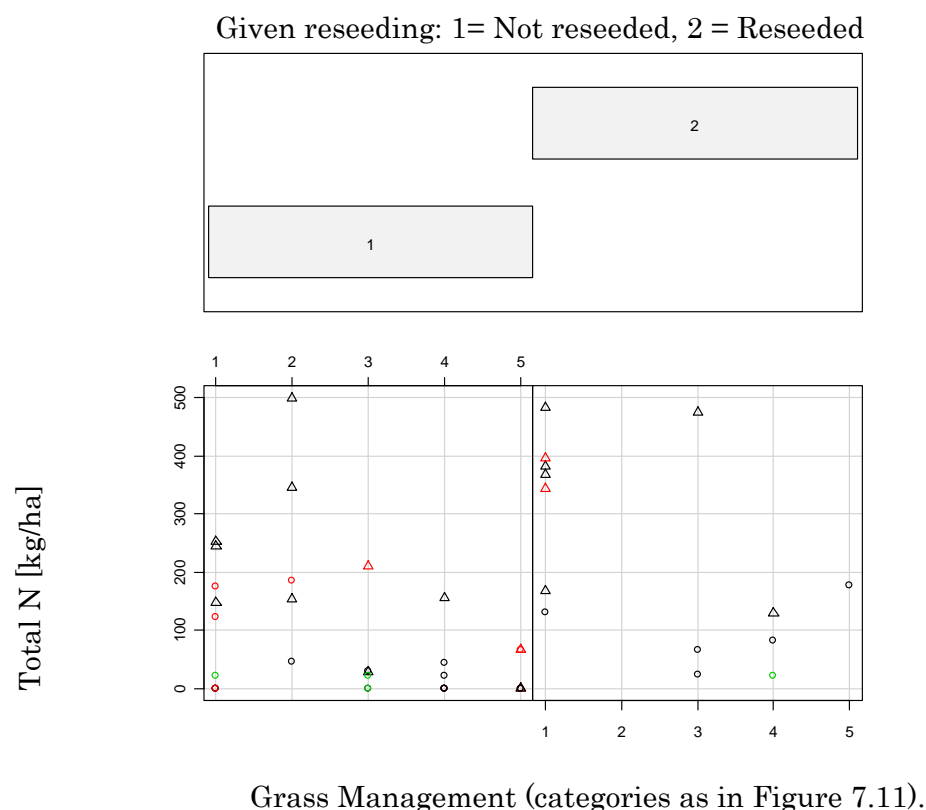 Given reseeding: 1= Not reseeded, 2 = Reseeded
2
1
1 2 3 4 5
500
400
300
200
100
0
Total N [kg/ha]
1 2 3 4 5
Grass Management (categories as in Figure 7.11).